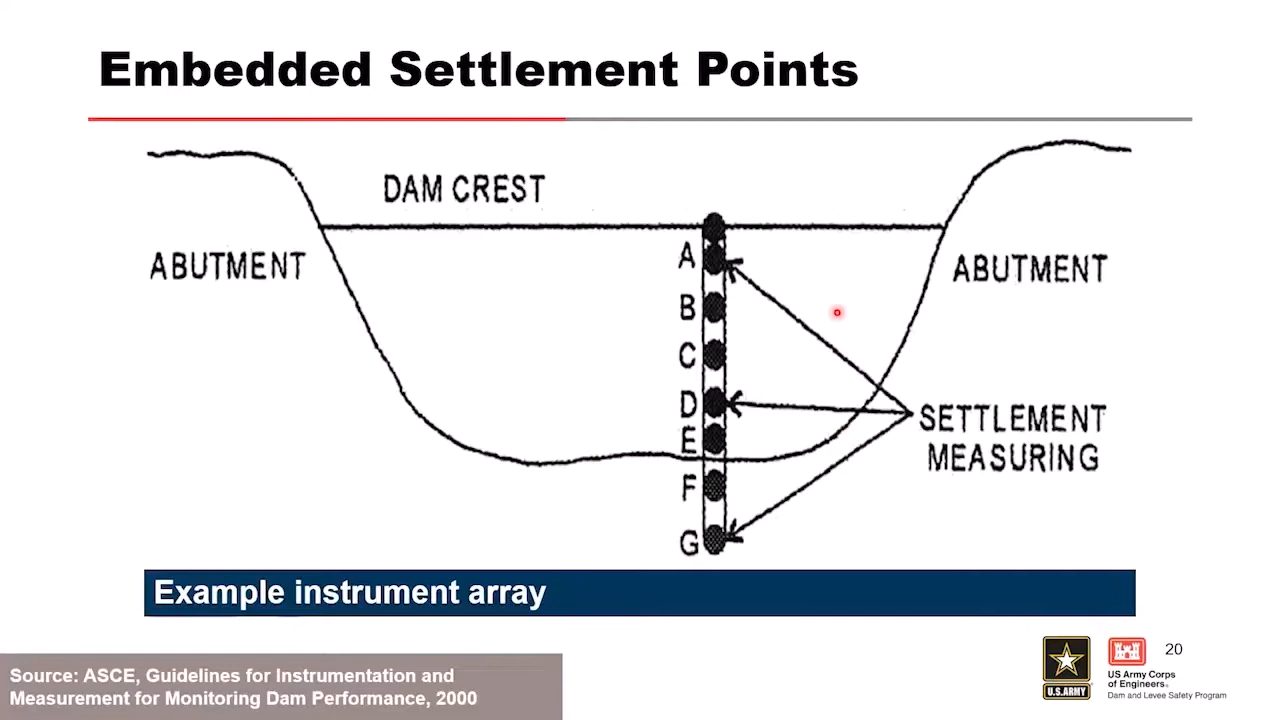 Embedded Settlement Points
DAM CREST
ABUTMENT
ABUTMENT
A
B
C
D
E
F
G
SETTLEMENT
MEASURING
Example instrument array
Source: ASCE, Guidelines for Instrumentation and
Measurement for Monitoring Dam Performance, 2000
U.S.ARMY
US Army Corps
of Engineers®
Dam and Levee Safety Program
20